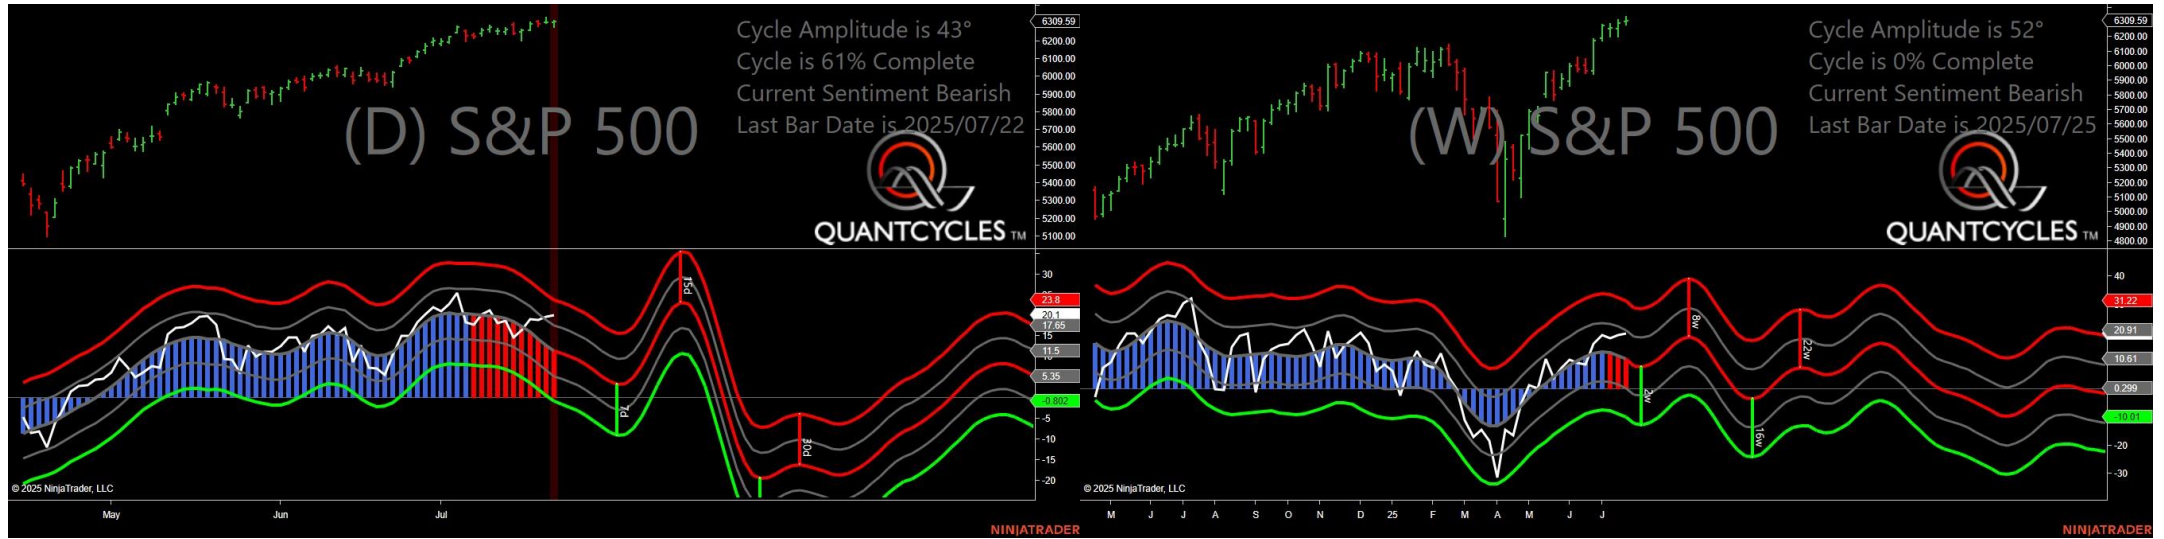 Cycle Amplitude is 43°
Cycle is 61% Complete
Current Sentiment Bearish
Last Bar Date is 2025/07/22
(D) S&P 500
QUANTCYCLES TM
6309.59
6200.00
6100.00
6000.00
5900.00
5800.00
5700.00
5600.00
5500.00
5400.00
5300.00
5200.00
5100.00
30
23.8
20.1
17.65
15
11.5
5.35
-0.802
-5
-10
-15
-20
15d
7d
30d
© 2025 NinjaTrader, LLC
May
Jun
Jul
NINJATRADER
Cycle Amplitude is 52°
Cycle is 0% Complete
Current Sentiment Bearish
Last Bar Date is 2025/07/25
(W) S&P 500
QUANTCYCLES TM
6309.59
6200.00
6100.00
6000.00
5900.00
5800.00
5700.00
5600.00
5500.00
5400.00
5300.00
5200.00
5100.00
5000.00
4900.00
4800.00
40
31.22
20.91
10.61
0.299
-10.01
-20
-30
8w
22w
2w
16w
© 2025 NinjaTrader, LLC
M
J
J
A
S
O
N
D
25
F
M
A
M
J
J
NINJATRADER